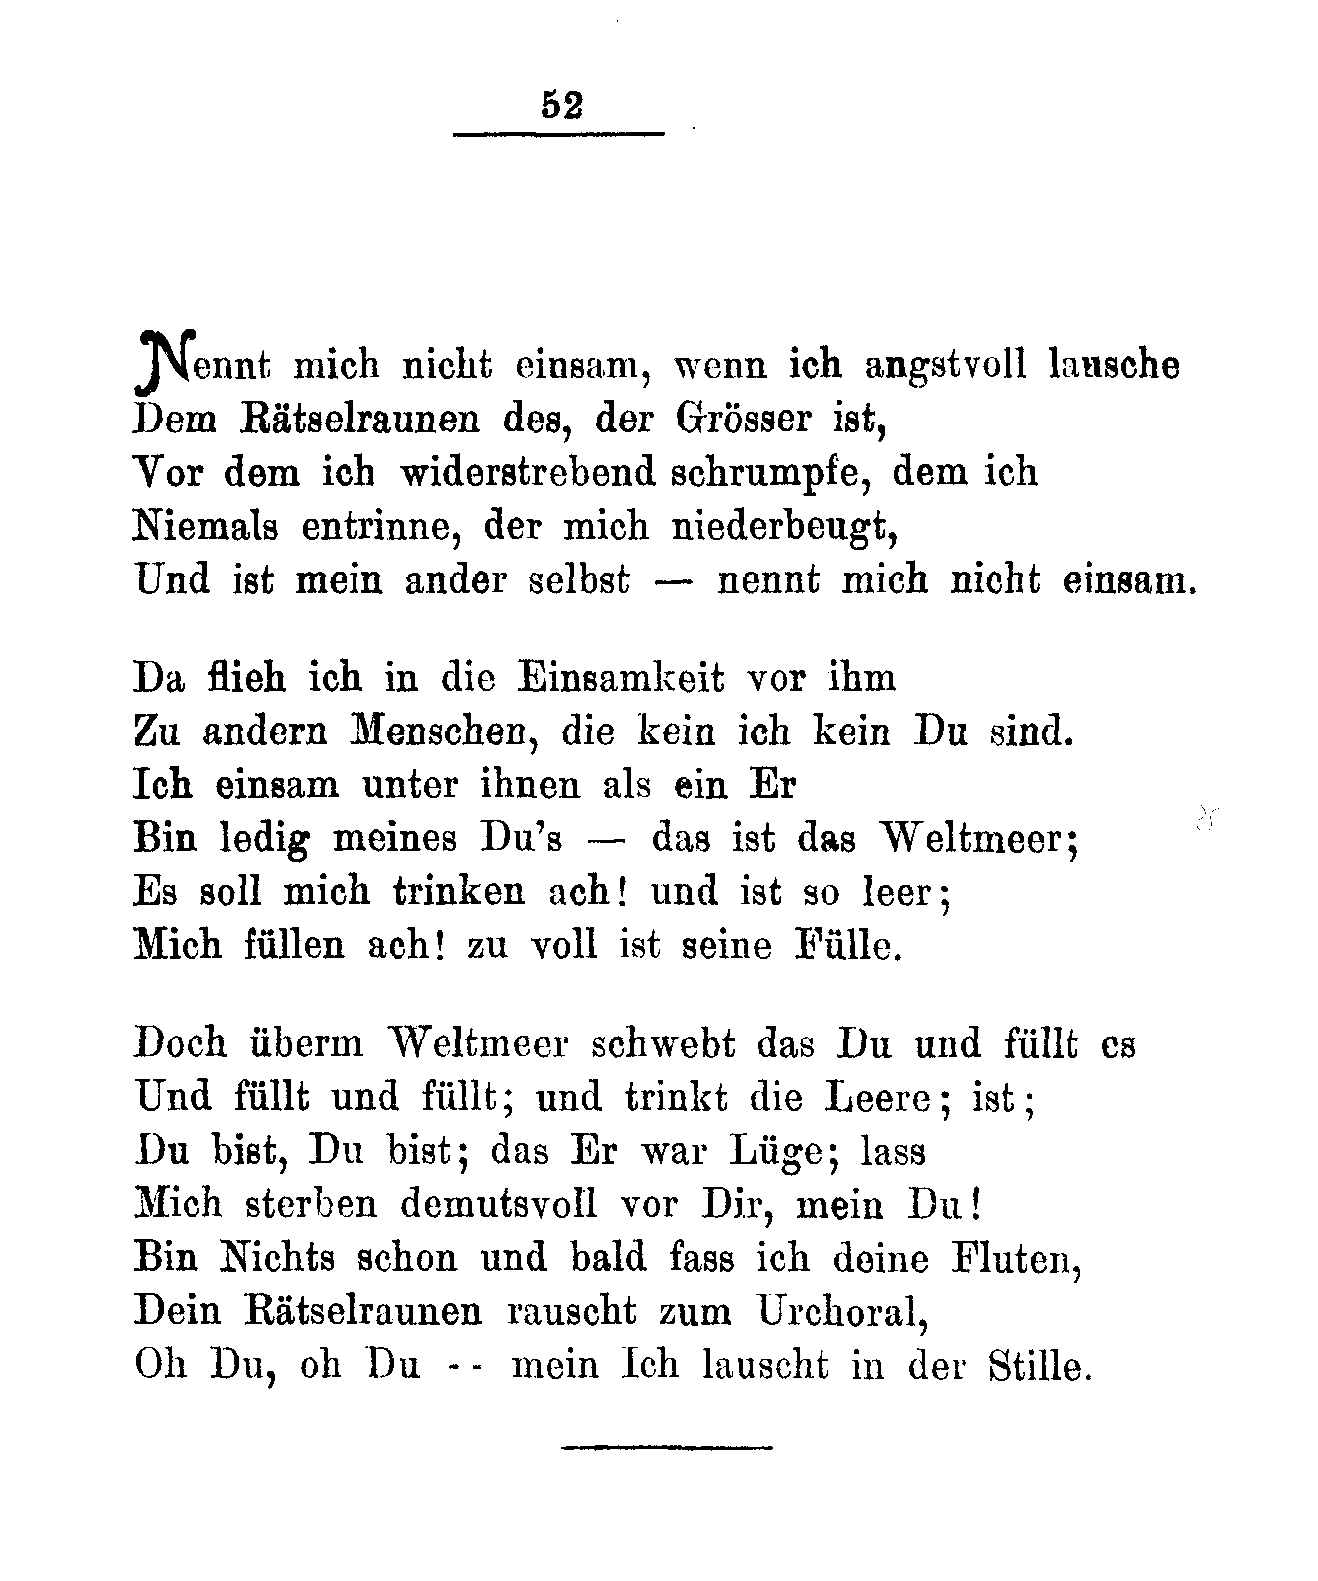 52
Nennt mich nicht einsam, wenn ich angstvoll lausche
Dem Rätselraunen des, der Grösser ist,
Vor dem ich widerstrebend schrumpfe, dem ich
Niemals entrinne, der mich niederbeugt,
Und ist mein ander selbst — nennt mich nicht einsam.
Da flieh ich in die Einsamkeit vor ihm
Zu andern Menschen, die kein ich kein Du sind.
Ich einsam unter ihnen als ein Er
Bin ledig meines Du's — das ist das Weltmeer;
Es soll mich trinken ach! und ist so leer;
Mich füllen ach! zu voll ist seine Fülle.
Doch überm Weltmeer schwebt das Du und füllt es
Und füllt und füllt; und trinkt die Leere; ist;
Du bist, Du bist; das Er war Lüge; lass
Mich sterben demutsvoll vor Dir, mein Du!
Bin Nichts schon und bald fass ich deine Fluten,
Dein Rätselraunen rauscht zum Urchoral,
Oh Du, oh Du -- mein Ich lauscht in der Stille.